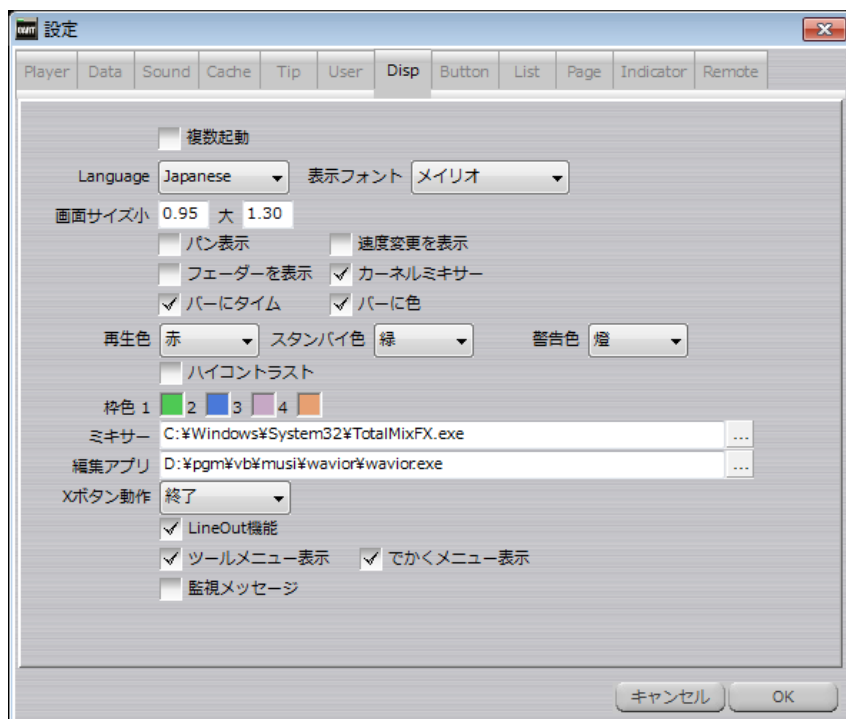 設定
Player Data Sound Cache Tip User Disp Button List Page Indicator Remote
複数起動
Language Japanese 表示フォント メイリオ
画面サイズ小 0.95 大 1.30
パン表示 速度変更を表示
フェーダーを表示 カーネルミキサー
バーにタイム バーに色
再生色 赤 スタンバイ色 緑 警告色 燈
ハイコントラスト
枠色 1 2 3 4
ミキサー C:¥Windows¥System32¥TotalMixFX.exe ...
編集アプリ D:¥pgm¥vb¥musi¥wavior¥wavior.exe ...
Xボタン動作 終了
LineOut機能
ツールメニュー表示 でかくメニュー表示
監視メッセージ
キャンセル OK